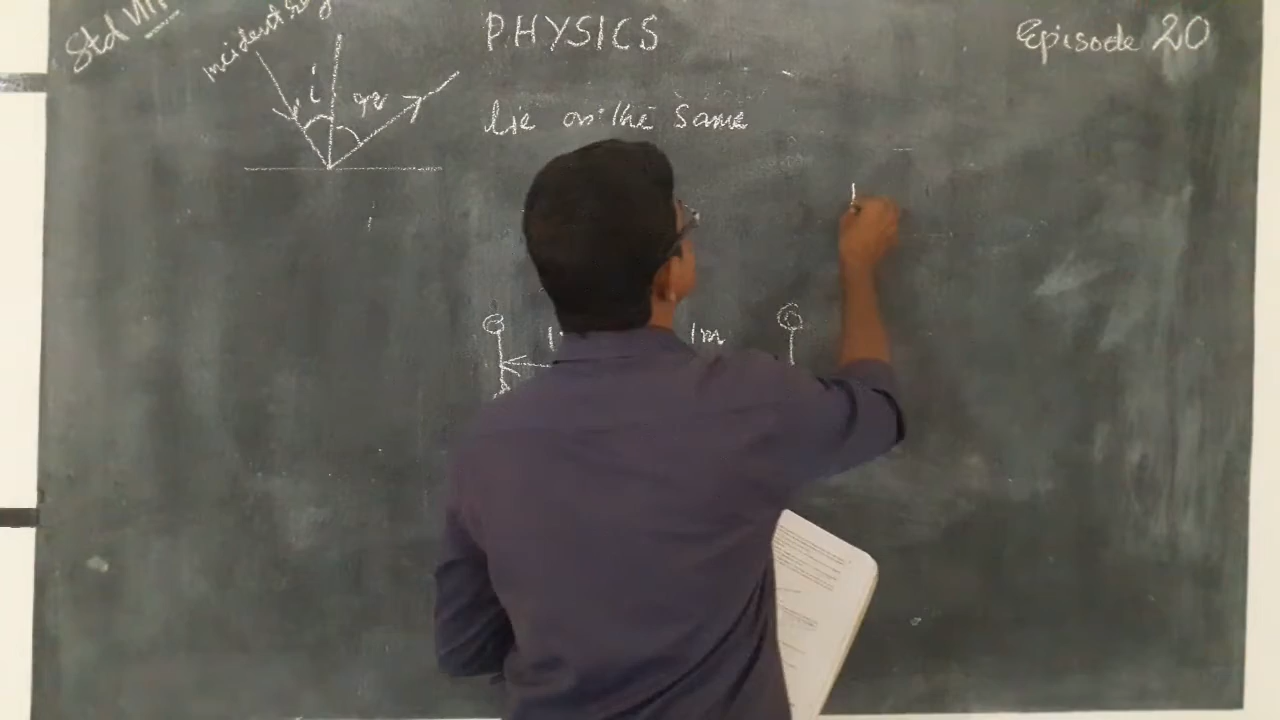 Std VIII
PHYSICS
Episode 20
incident ray
i
r
lie on the same
1m